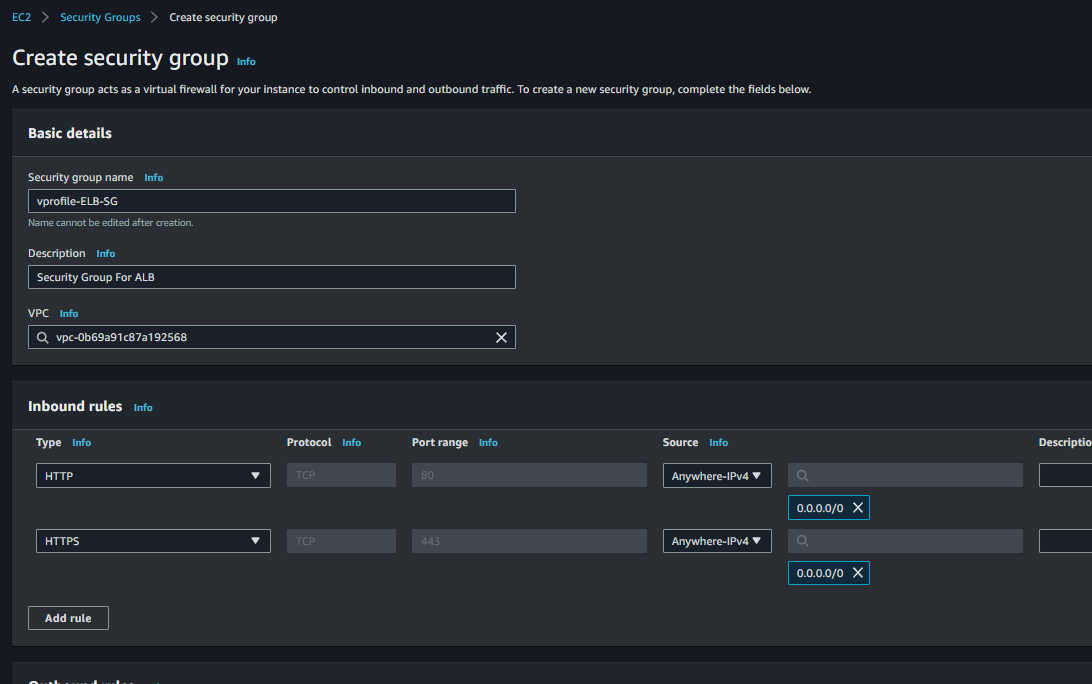 EC2 > Security Groups > Create security group
Create security group Info
A security group acts as a virtual firewall for your instance to control inbound and outbound traffic. To create a new security group, complete the fields below.
Basic details
Security group name Info
vprofile-ELB-SG
Name cannot be edited after creation.
Description Info
Security Group For ALB
VPC Info
vpc-0b69a91c87a192568
Inbound rules Info
Type Info Protocol Info Port range Info Source Info Descriptio
HTTP TCP 80 Anywhere-IPv4
0.0.0.0/0
HTTPS TCP 443 Anywhere-IPv4
0.0.0.0/0
Add rule